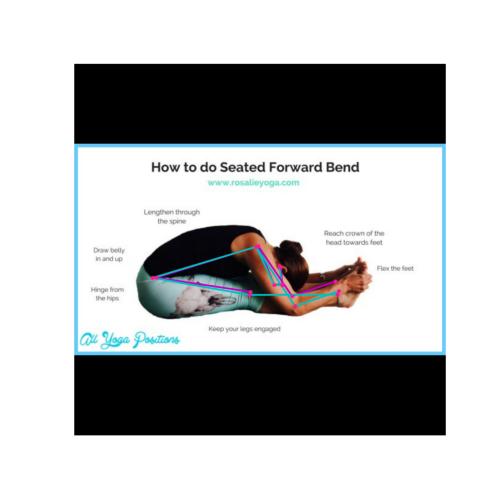 How to do Seated Forward Bend
www.rosalieyoga.com
Lengthen through
the spine
Reach crown of the
head towards feet
Draw belly
in and up
Flex the feet
Hinge from
the hips
Keep your legs engaged
All Yoga Positions